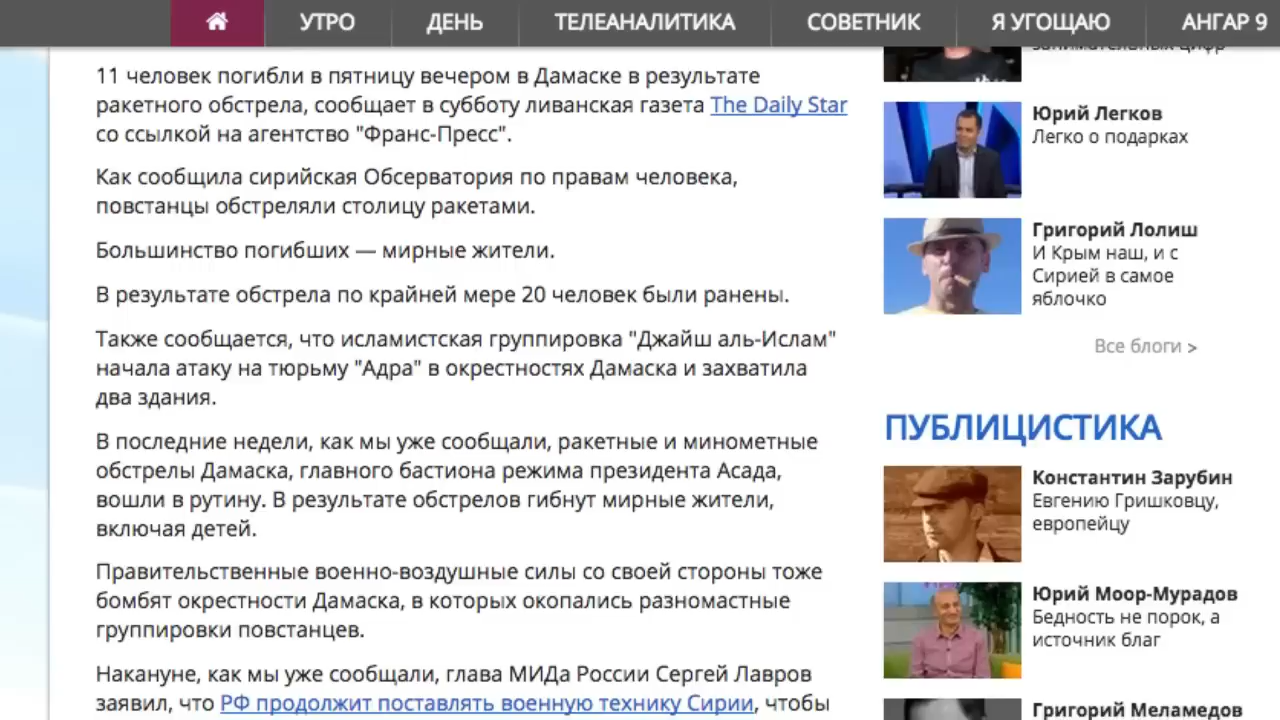 УТРО
ДЕНЬ
ТЕЛЕАНАЛИТИКА
СОВЕТНИК
Я УГОЩАЮ
АНГАР 9
11 человек погибли в пятницу вечером в Дамаске в результате
ракетного обстрела, сообщает в субботу ливанская газета The Daily Star
со ссылкой на агентство "Франс-Пресс".
Как сообщила сирийская Обсерватория по правам человека,
повстанцы обстреляли столицу ракетами.
Большинство погибших — мирные жители.
В результате обстрела по крайней мере 20 человек были ранены.
Также сообщается, что исламистская группировка "Джайш аль-Ислам"
начала атаку на тюрьму "Адра" в окрестностях Дамаска и захватила
два здания.
В последние недели, как мы уже сообщали, ракетные и минометные
обстрелы Дамаска, главного бастиона режима президента Асада,
вошли в рутину. В результате обстрелов гибнут мирные жители,
включая детей.
Правительственные военно-воздушные силы со своей стороны тоже
бомбят окрестности Дамаска, в которых окопались разномастные
группировки повстанцев.
Накануне, как мы уже сообщали, глава МИДа России Сергей Лавров
заявил, что РФ продолжит поставлять военную технику Сирии, чтобы
занимательных цифр
Юрий Легков
Легко о подарках
Григорий Лолиш
И Крым наш, и с
Сирией в самое
яблочко
Все блоги >
ПУБЛИЦИСТИКА
Константин Зарубин
Евгению Гришковцу,
европейцу
Юрий Моор-Мурадов
Бедность не порок, а
источник благ
Григорий Меламедов